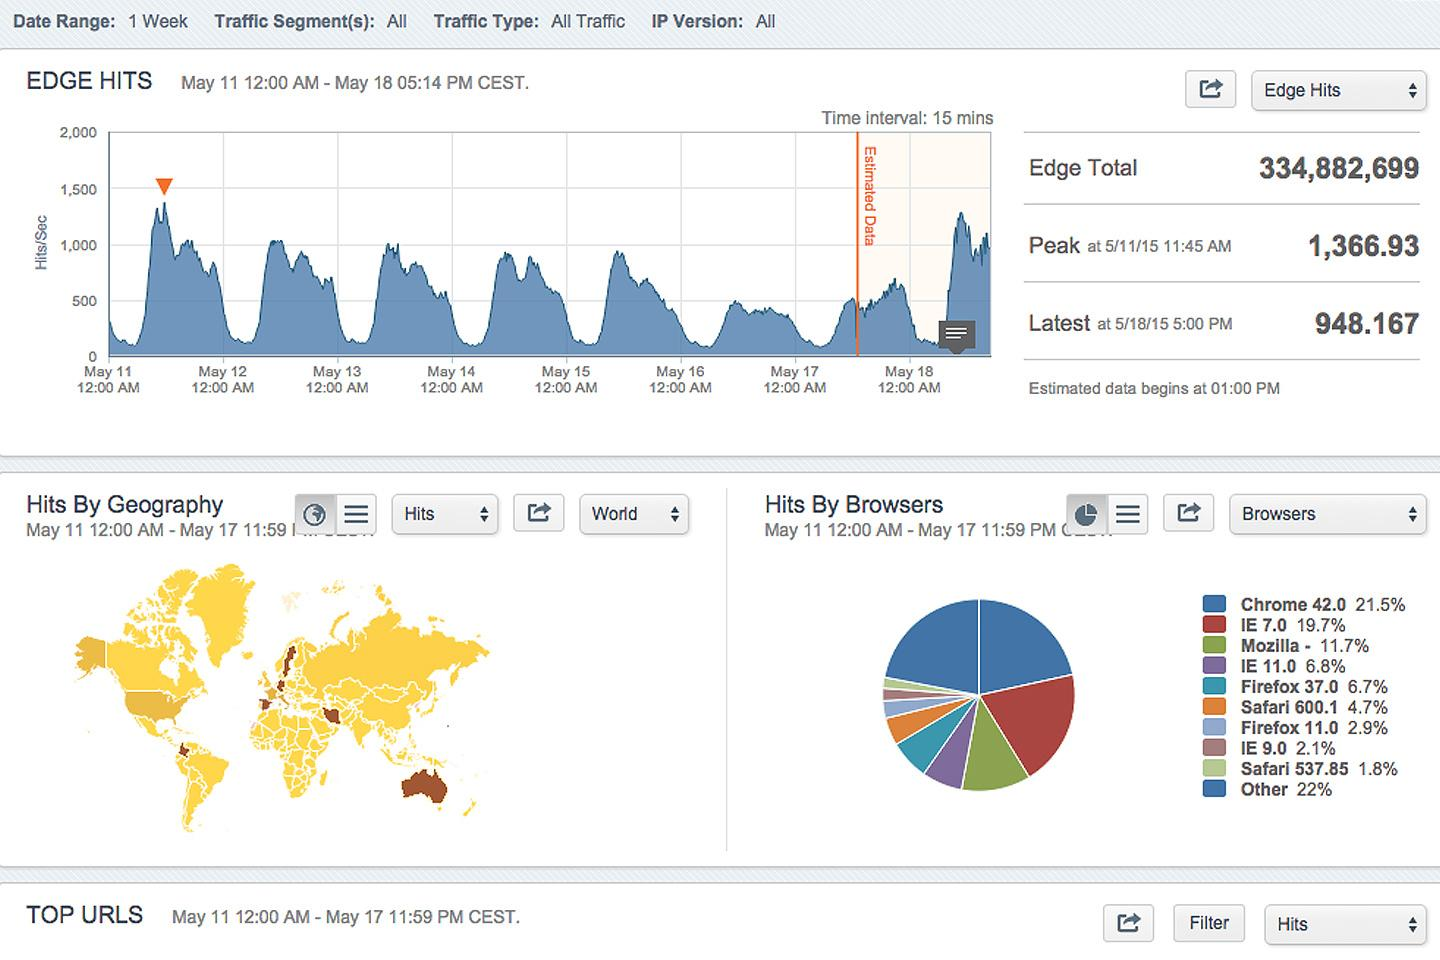 Date Range: 1 Week Traffic Segment(s): All Traffic Type: All Traffic IP Version: All
EDGE HITS May 11 12:00 AM - May 18 05:14 PM CEST.
Edge Hits
Time interval: 15 mins
2,000
1,500
1,000
500
0
Hits/Sec
Estimated Data
May 11 May 12 May 13 May 14 May 15 May 16 May 17 May 18
12:00 AM 12:00 AM 12:00 AM 12:00 AM 12:00 AM 12:00 AM 12:00 AM 12:00 AM
Edge Total 334,882,699
Peak at 5/11/15 11:45 AM 1,366.93
Latest at 5/18/15 5:00 PM 948.167
Estimated data begins at 01:00 PM
Hits By Geography
May 11 12:00 AM - May 17 11:59
Hits World
Hits By Browsers
May 11 12:00 AM - May 17 11:59 PM
Browsers
Chrome 42.0 21.5%
IE 7.0 19.7%
Mozilla - 11.7%
IE 11.0 6.8%
Firefox 37.0 6.7%
Safari 600.1 4.7%
Firefox 11.0 2.9%
IE 9.0 2.1%
Safari 537.85 1.8%
Other 22%
TOP URLS May 11 12:00 AM - May 17 11:59 PM CEST.
Filter Hits